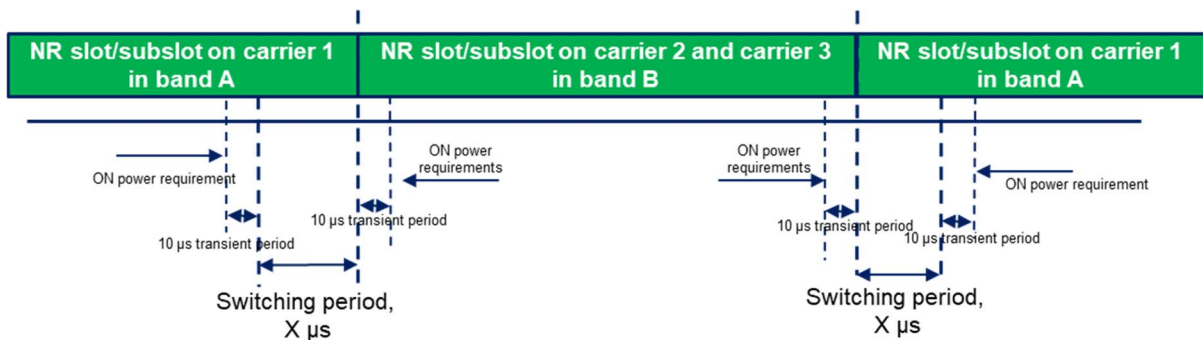 NR slot/subslot on carrier 1
in band A
NR slot/subslot on carrier 2 and carrier 3
in band B
NR slot/subslot on carrier 1
in band A
ON power requirement
10 µs transient period
Switching period,
X µs
ON power
requirements
10 µs transient period
ON power
requirements
10 µs transient period
Switching period,
X µs
ON power requirement
10 µs transient period